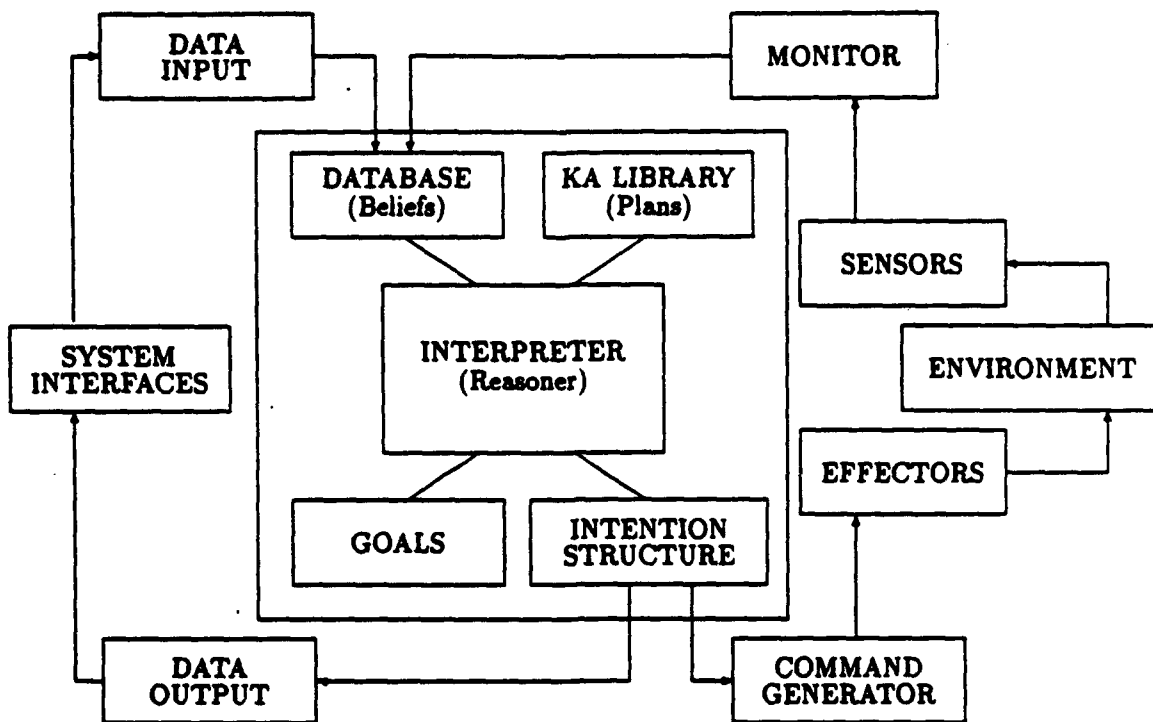 DATA
INPUT
MONITOR
DATABASE
(Beliefs)
KA LIBRARY
(Plans)
SENSORS
SYSTEM
INTERFACES
INTERPRETER
(Reasoner)
ENVIRONMENT
EFFECTORS
GOALS
INTENTION
STRUCTURE
DATA
OUTPUT
COMMAND
GENERATOR